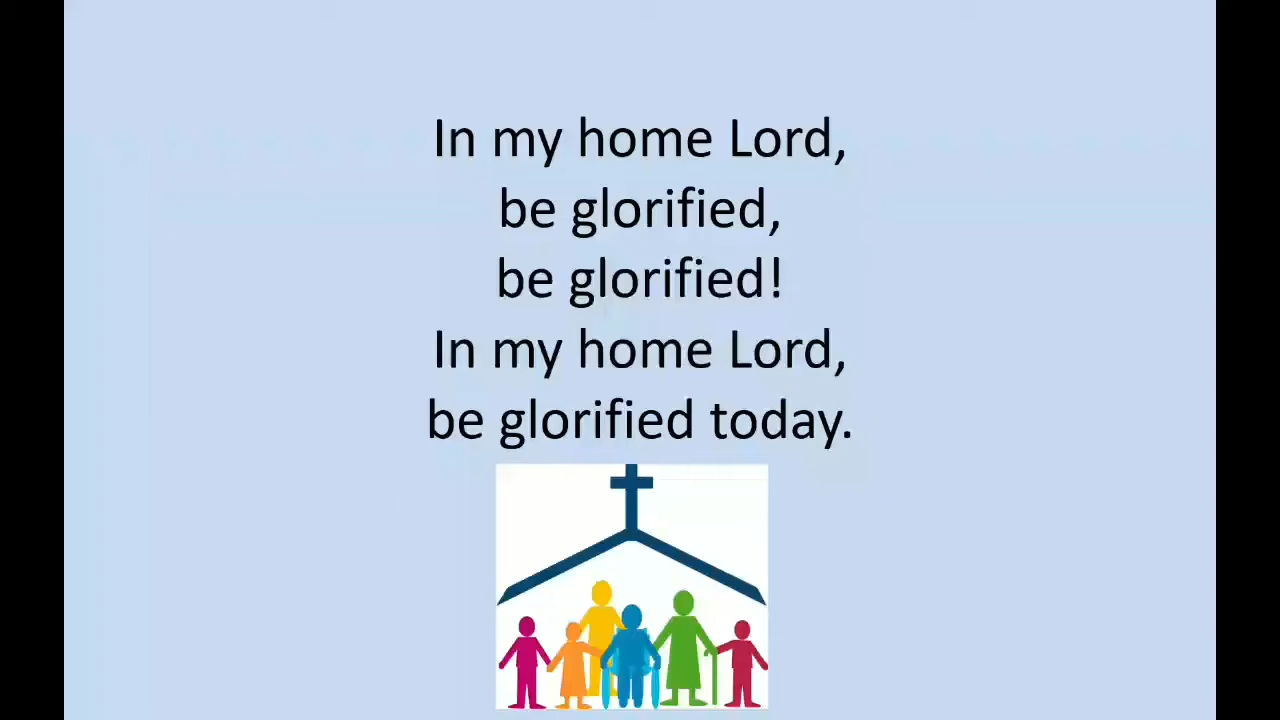 In my home Lord,
be glorified,
be glorified!
In my home Lord,
be glorified today.